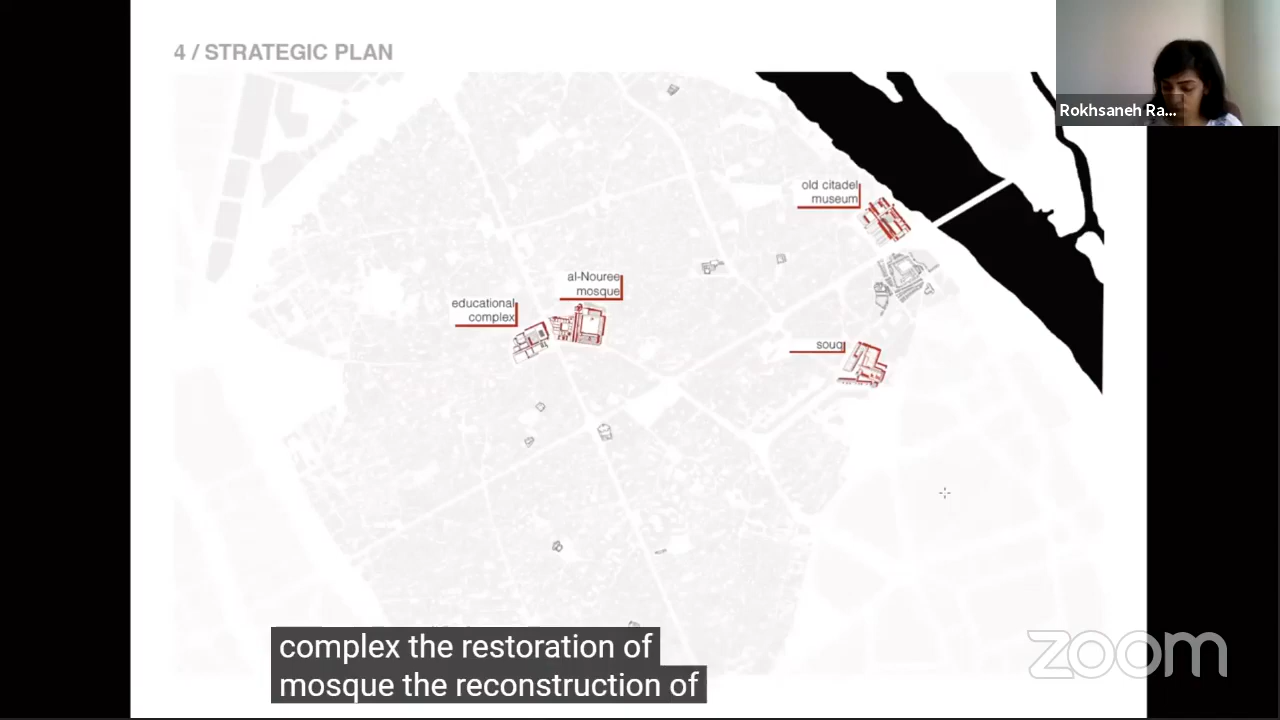 4 / STRATEGIC PLAN
Rokhsaneh Ra...
old citadel
museum
al-Nouree
mosque
educational
complex
souq
complex the restoration of
mosque the reconstruction of
zoom